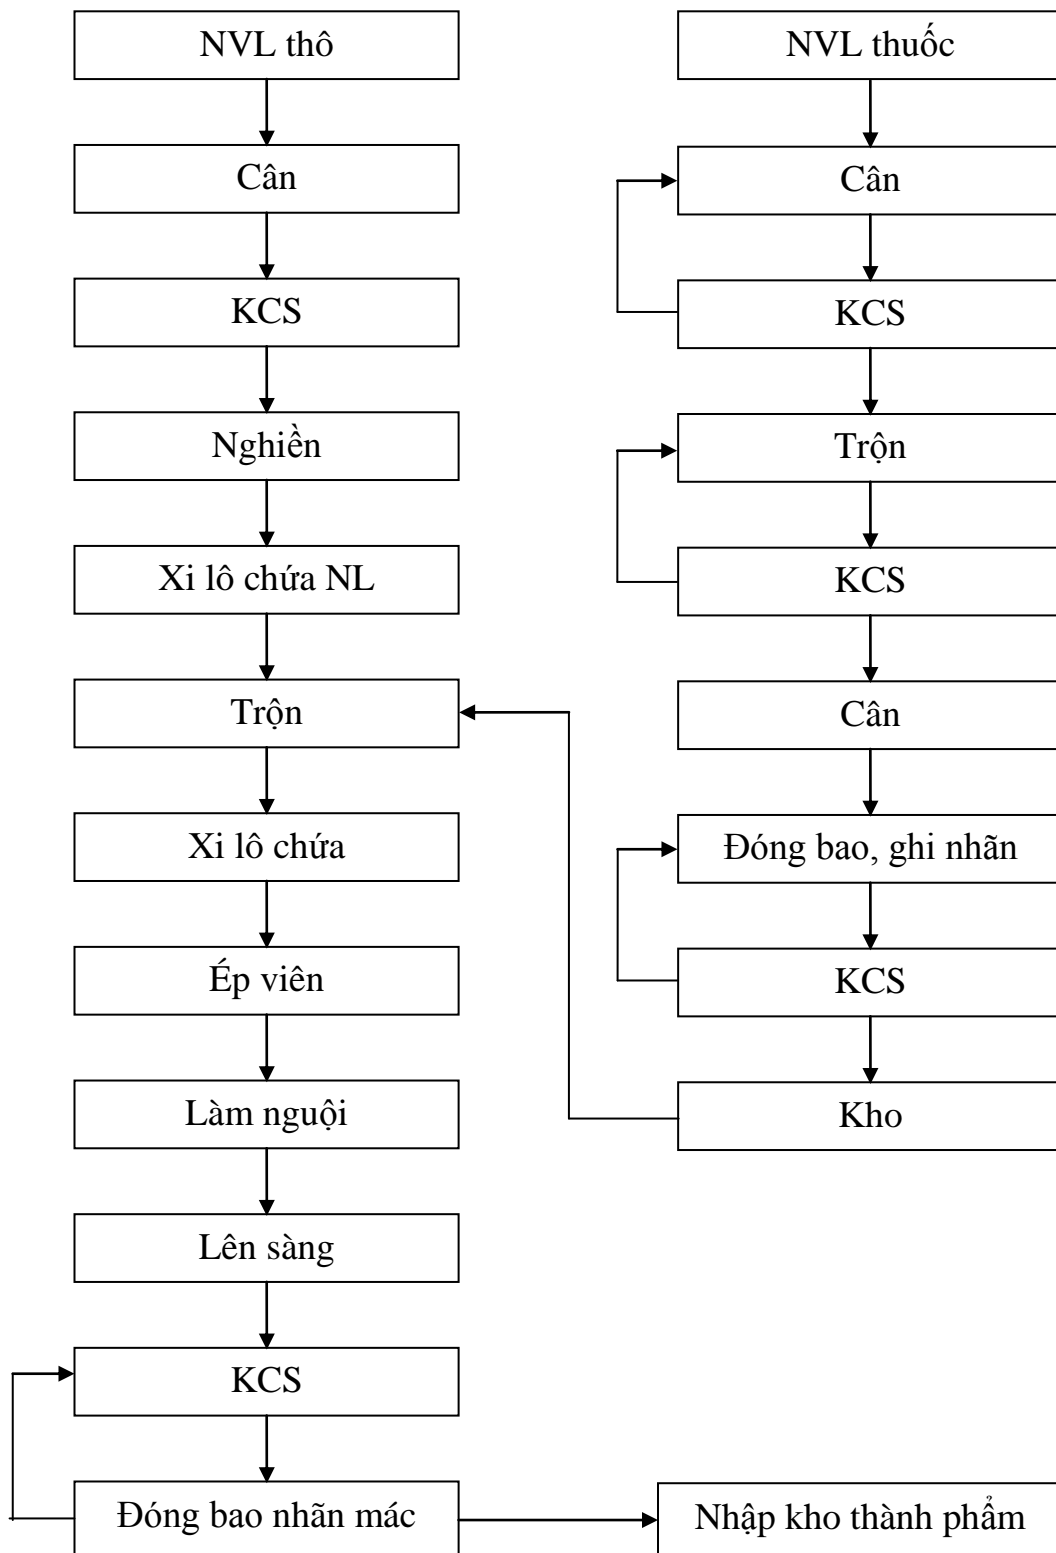 NVL thô
Cân
KCS
Nghiền
Xi lô chứa NL
Trộn
Xi lô chứa
Ép viên
Làm nguội
Lên sàng
KCS
Đóng bao nhãn mác
NVL thuốc
Cân
KCS
Trộn
KCS
Cân
Đóng bao, ghi nhãn
KCS
Kho
Nhập kho thành phẩm